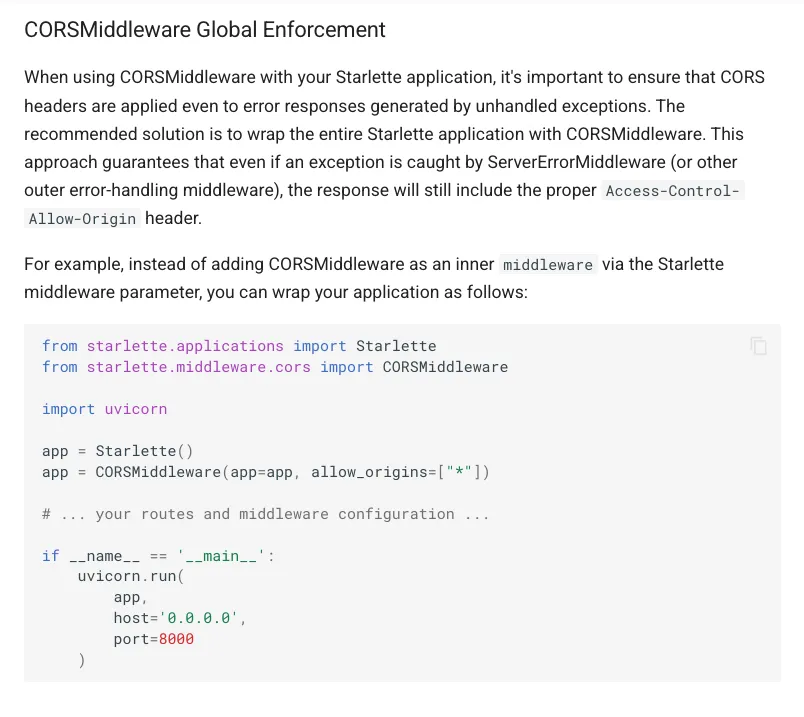 CORSMiddleware Global Enforcement
When using CORSMiddleware with your Starlette application, it's important to ensure that CORS
headers are applied even to error responses generated by unhandled exceptions. The
recommended solution is to wrap the entire Starlette application with CORSMiddleware. This
approach guarantees that even if an exception is caught by ServerErrorMiddleware (or other
outer error-handling middleware), the response will still include the proper Access-Control-
Allow-Origin header.
For example, instead of adding CORSMiddleware as an inner middleware via the Starlette
middleware parameter, you can wrap your application as follows:
from starlette.applications import Starlette
from starlette.middleware.cors import CORSMiddleware
import uvicorn
app = Starlette()
app = CORSMiddleware(app=app, allow_origins=["*"])
# ... your routes and middleware configuration ...
if __name__ == '__main__':
    uvicorn.run(
        app,
        host='0.0.0.0',
        port=8000
    )